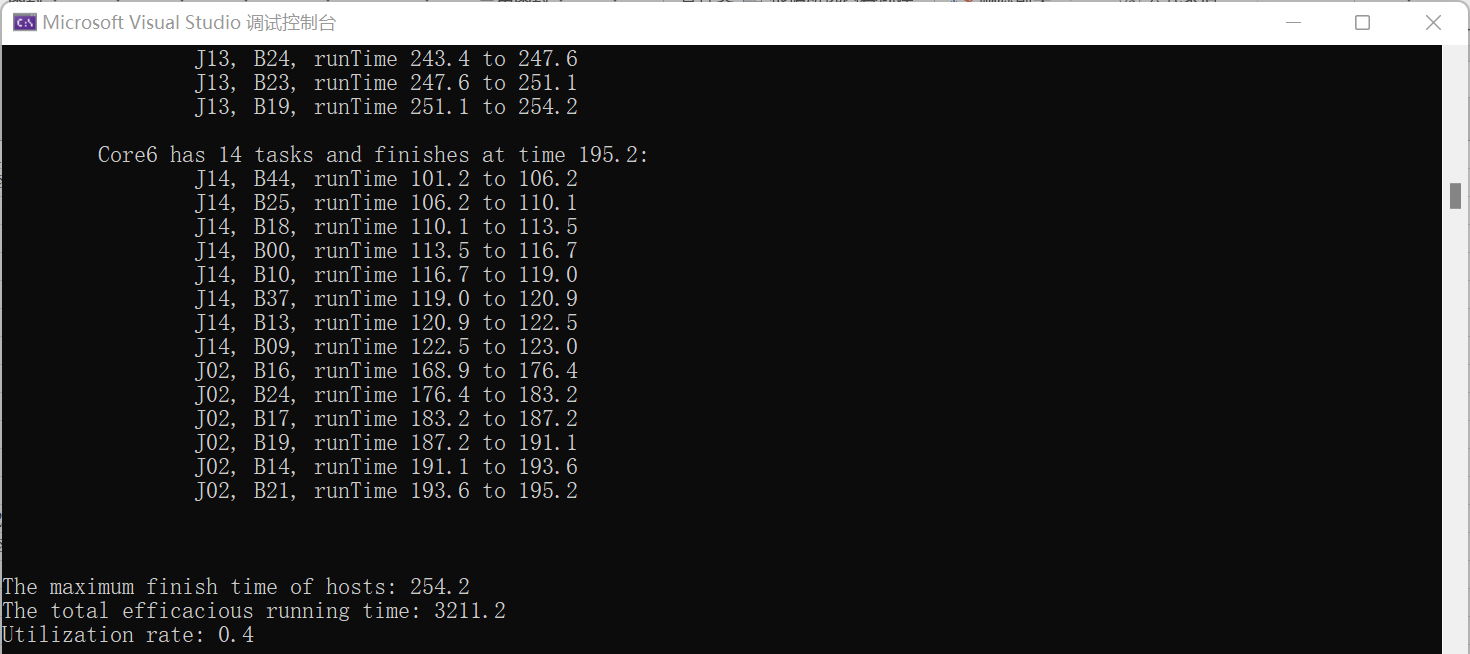 Microsoft Visual Studio 调试控制台
J13, B24, runTime 243.4 to 247.6
J13, B23, runTime 247.6 to 251.1
J13, B19, runTime 251.1 to 254.2
Core6 has 14 tasks and finishes at time 195.2:
J14, B44, runTime 101.2 to 106.2
J14, B25, runTime 106.2 to 110.1
J14, B18, runTime 110.1 to 113.5
J14, B00, runTime 113.5 to 116.7
J14, B10, runTime 116.7 to 119.0
J14, B37, runTime 119.0 to 120.9
J14, B13, runTime 120.9 to 122.5
J14, B09, runTime 122.5 to 123.0
J02, B16, runTime 168.9 to 176.4
J02, B24, runTime 176.4 to 183.2
J02, B17, runTime 183.2 to 187.2
J02, B19, runTime 187.2 to 191.1
J02, B14, runTime 191.1 to 193.6
J02, B21, runTime 193.6 to 195.2
The maximum finish time of hosts: 254.2
The total efficacious running time: 3211.2
Utilization rate: 0.4